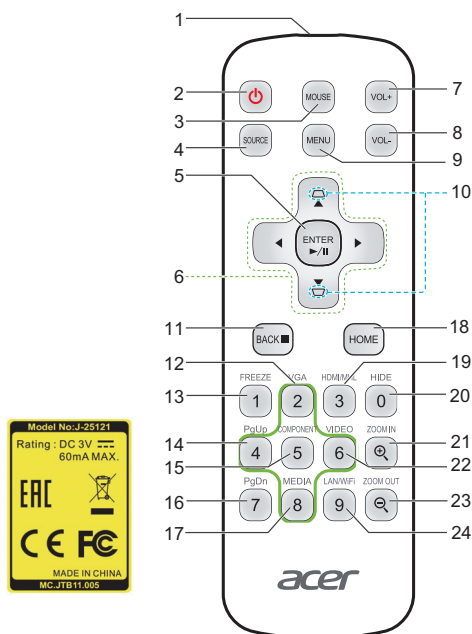 1
2
MOUSE
VOL+
7
3
8
4
SOURCE
MENU
VOL-
9
5
10
ENTER
6
11
BACK
HOME
18
12
19
FREEZE
VGA
HDMI/MHL
HIDE
13
1
2
3
0
20
14
PgUp
COMPONENT
VIDEO
ZOOM IN
21
4
5
6
15
22
PgDn
MEDIA
LAN/WiFi
ZOOM OUT
16
7
8
9
23
17
24
acer
Model No:J-25121
Rating : DC 3V
60mA MAX.
EAC
CE FC
MADE IN CHINA
MC.JTB11.005